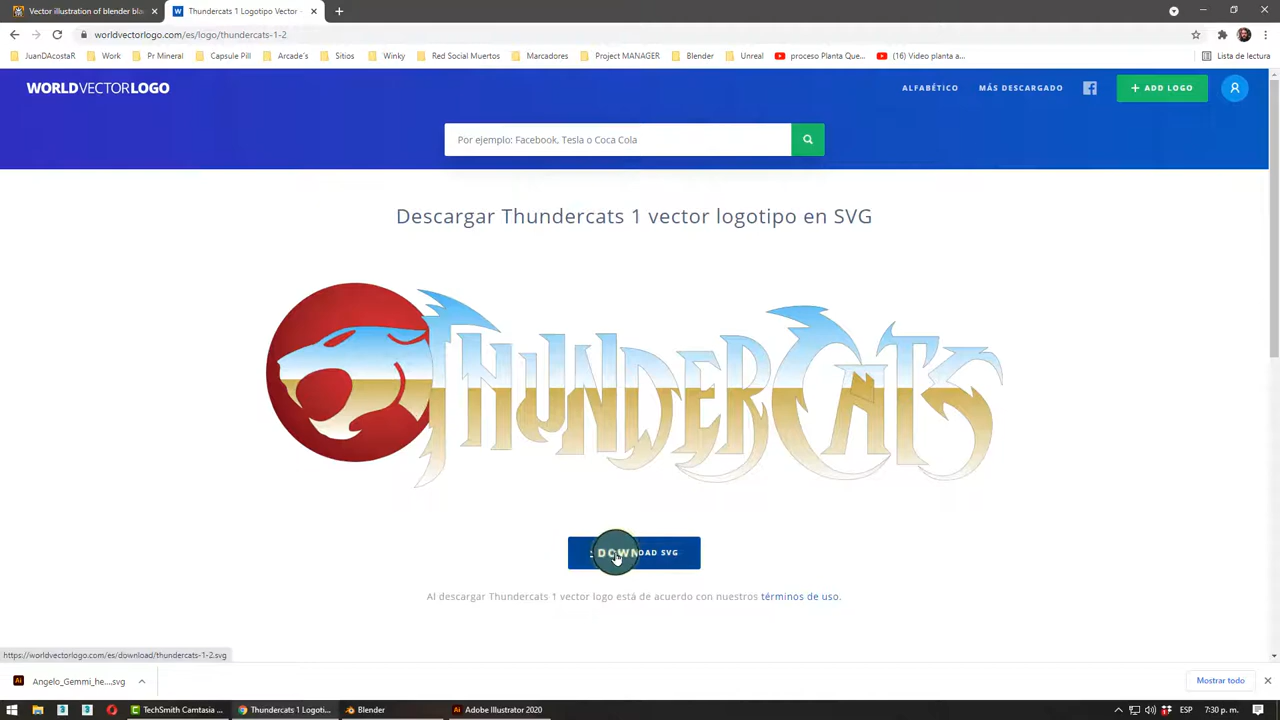 Vector illustration of blender blan
Thundercats 1 Logotipo Vector -
worldvectorlogo.com/es/logo/thundercats-1-2
JuanDAcostaR
Work
Pr Mineral
Capsule Pill
Arcade´s
Sitios
Winky
Red Social Muertos
Marcadores
Project MANAGER
Blender
Unreal
proceso Planta Que...
(16) Video planta a...
Lista de lectura
WORLDVECTORLOGO
ALFABÉTICO
MÁS DESCARGADO
+ ADD LOGO
Por ejemplo: Facebook, Tesla o Coca Cola
Descargar Thundercats 1 vector logotipo en SVG
THUNDERCATS
DOWNLOAD SVG
Al descargar Thundercats 1 vector logo está de acuerdo con nuestros términos de uso.
https://worldvectorlogo.com/es/download/thundercats-1-2.svg
Angelo_Gemmi_he....svg
Mostrar todo
TechSmith Camtasia ...
Thundercats 1 Logoti...
Blender
Adobe Illustrator 2020
ESP
7:30 p. m.